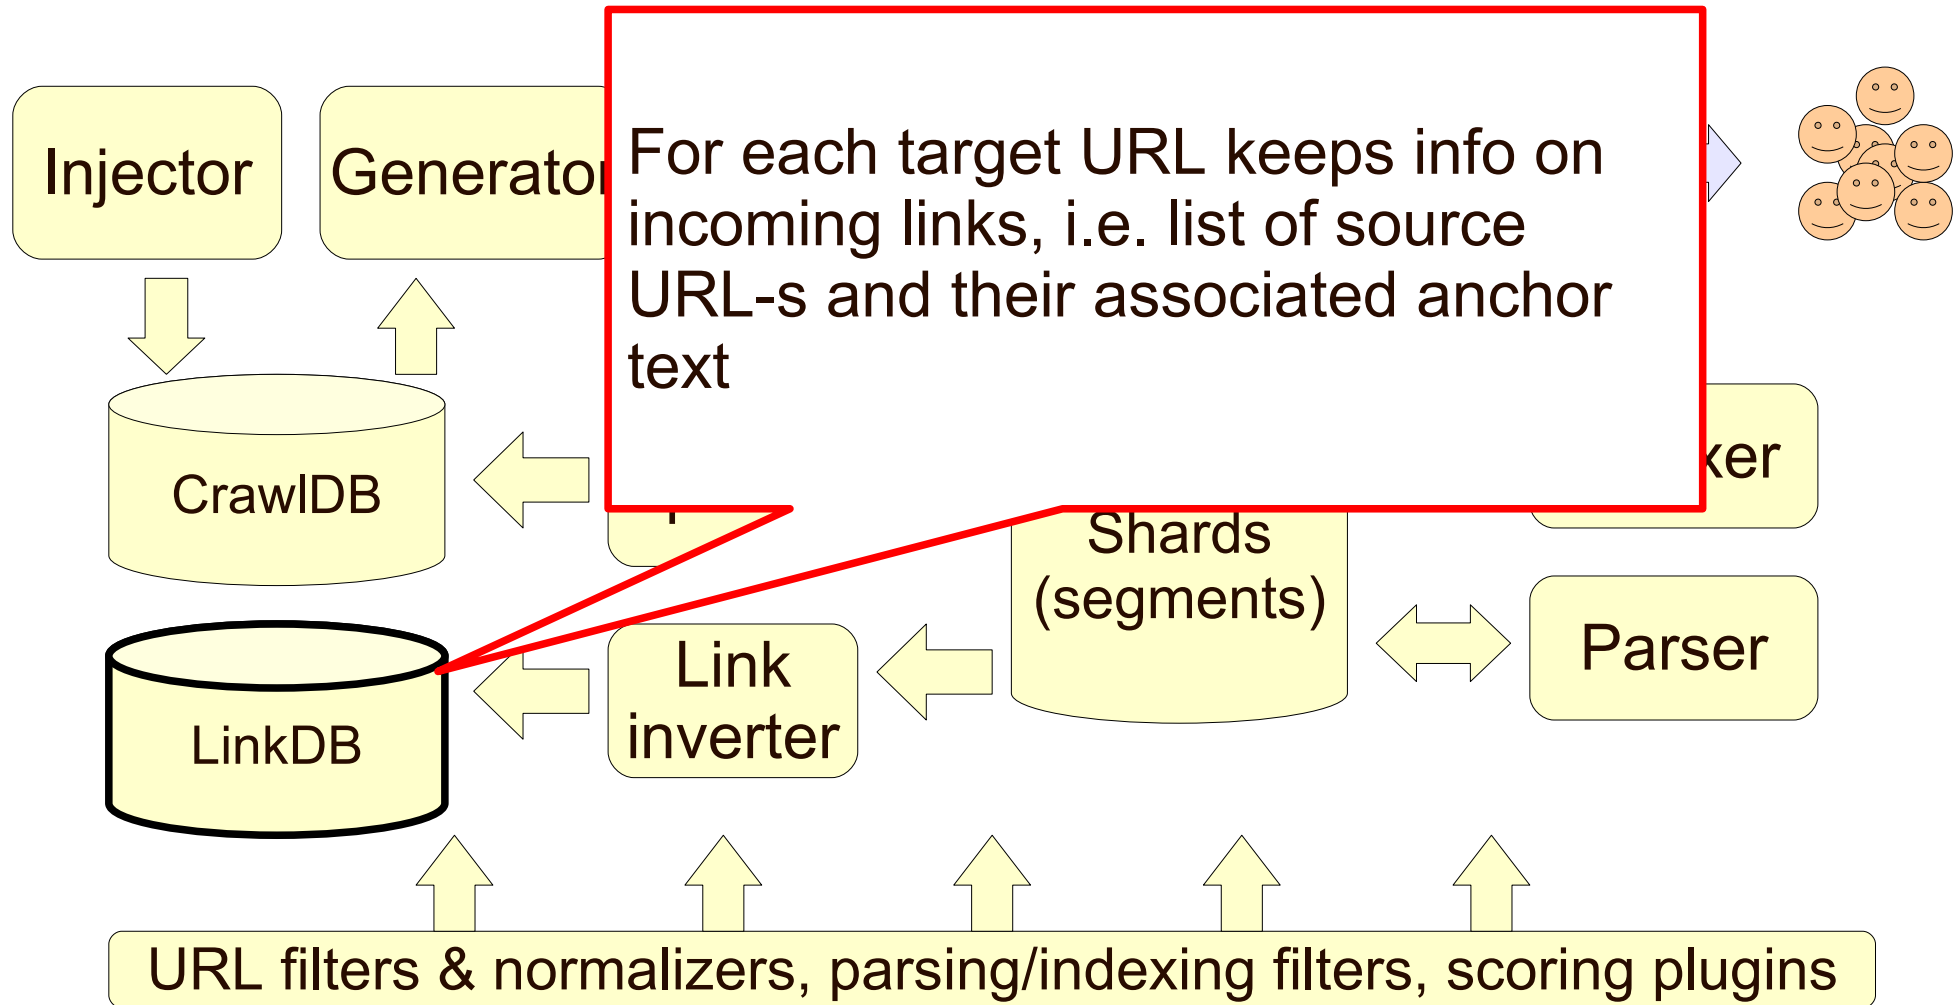 Injector
Generator
For each target URL keeps info on
incoming links, i.e. list of source
URL-s and their associated anchor
text
CrawlDB
Shards
(segments)
Parser
Link
inverter
LinkDB
URL filters & normalizers, parsing/indexing filters, scoring plugins